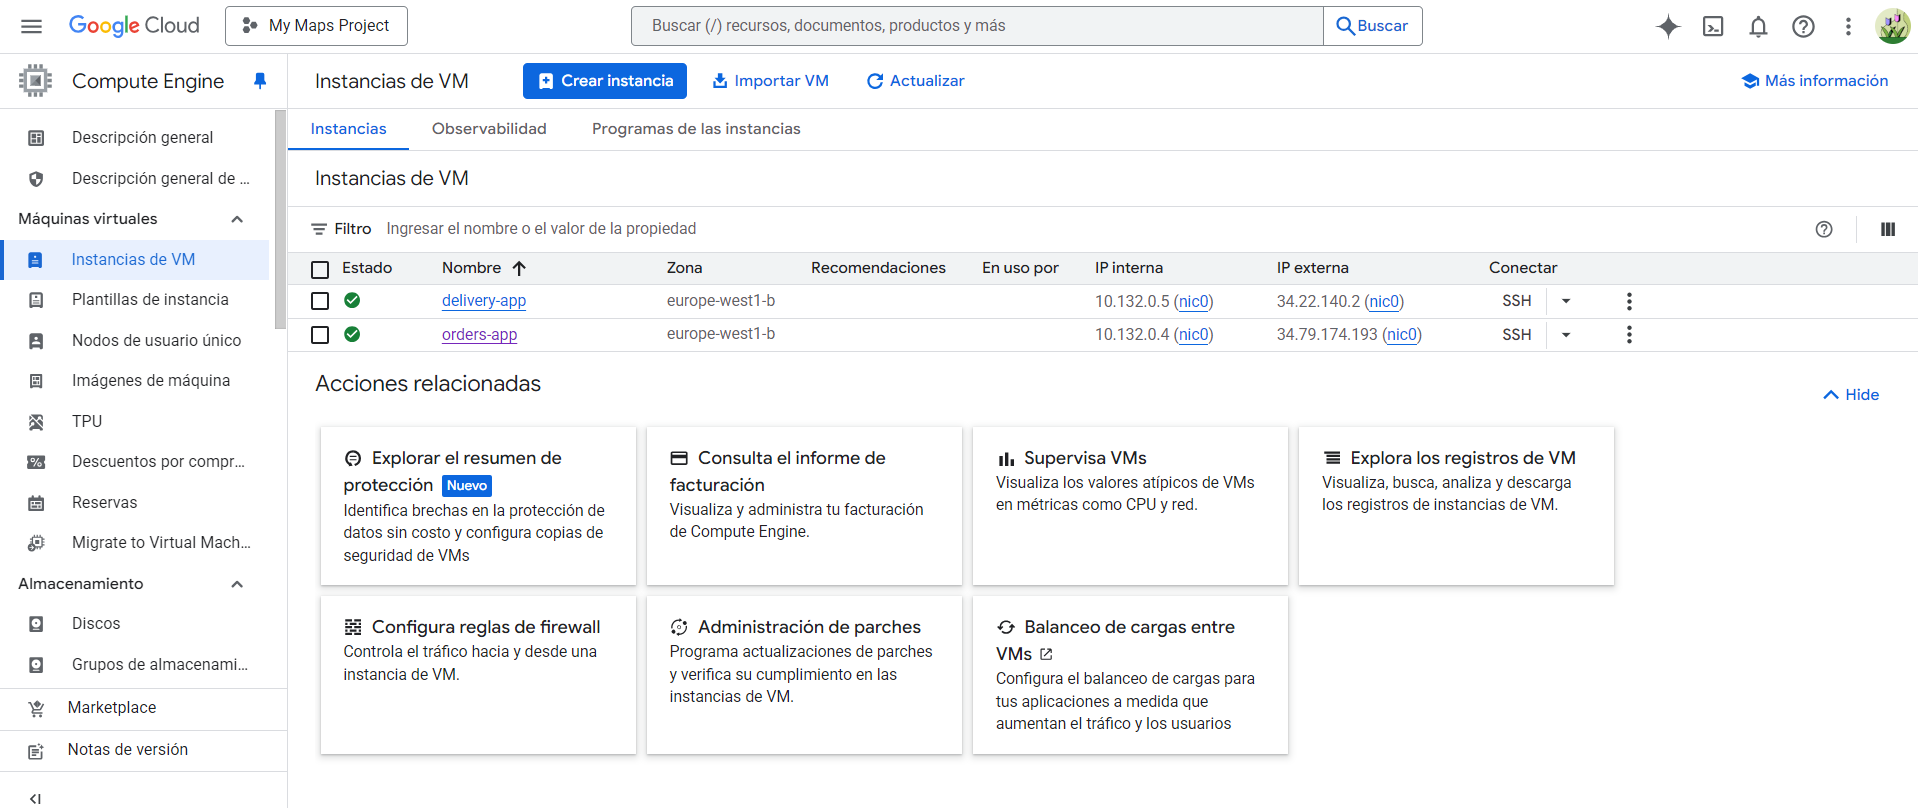 Google Cloud
My Maps Project
Buscar (/) recursos, documentos, productos y más
Buscar
Compute Engine
Instancias de VM
Crear instancia
Importar VM
Actualizar
Más información
Descripción general
Descripción general de ...
Máquinas virtuales
Instancias de VM
Plantillas de instancia
Nodos de usuario único
Imágenes de máquina
TPU
Descuentos por compr...
Reservas
Migrate to Virtual Mach...
Almacenamiento
Discos
Grupos de almacenami...
Marketplace
Notas de versión
Instancias
Observabilidad
Programas de las instancias
Instancias de VM
Filtro Ingresar el nombre o el valor de la propiedad
Estado Nombre Zona Recomendaciones En uso por IP interna IP externa Conectar
delivery-app europe-west1-b 10.132.0.5 (nic0) 34.22.140.2 (nic0) SSH
orders-app europe-west1-b 10.132.0.4 (nic0) 34.79.174.193 (nic0) SSH
Acciones relacionadas
Hide
Explorar el resumen de
protección Nuevo
Identifica brechas en la protección de
datos sin costo y configura copias de
seguridad de VMs
Consulta el informe de
facturación
Visualiza y administra tu facturación
de Compute Engine.
Supervisa VMs
Visualiza los valores atípicos de VMs
en métricas como CPU y red.
Explora los registros de VM
Visualiza, busca, analiza y descarga
los registros de instancias de VM.
Configura reglas de firewall
Controla el tráfico hacia y desde una
instancia de VM.
Administración de parches
Programa actualizaciones de parches
y verifica su cumplimiento en las
instancias de VM.
Balanceo de cargas entre
VMs
Configura el balanceo de cargas para
tus aplicaciones a medida que
aumentan el tráfico y los usuarios